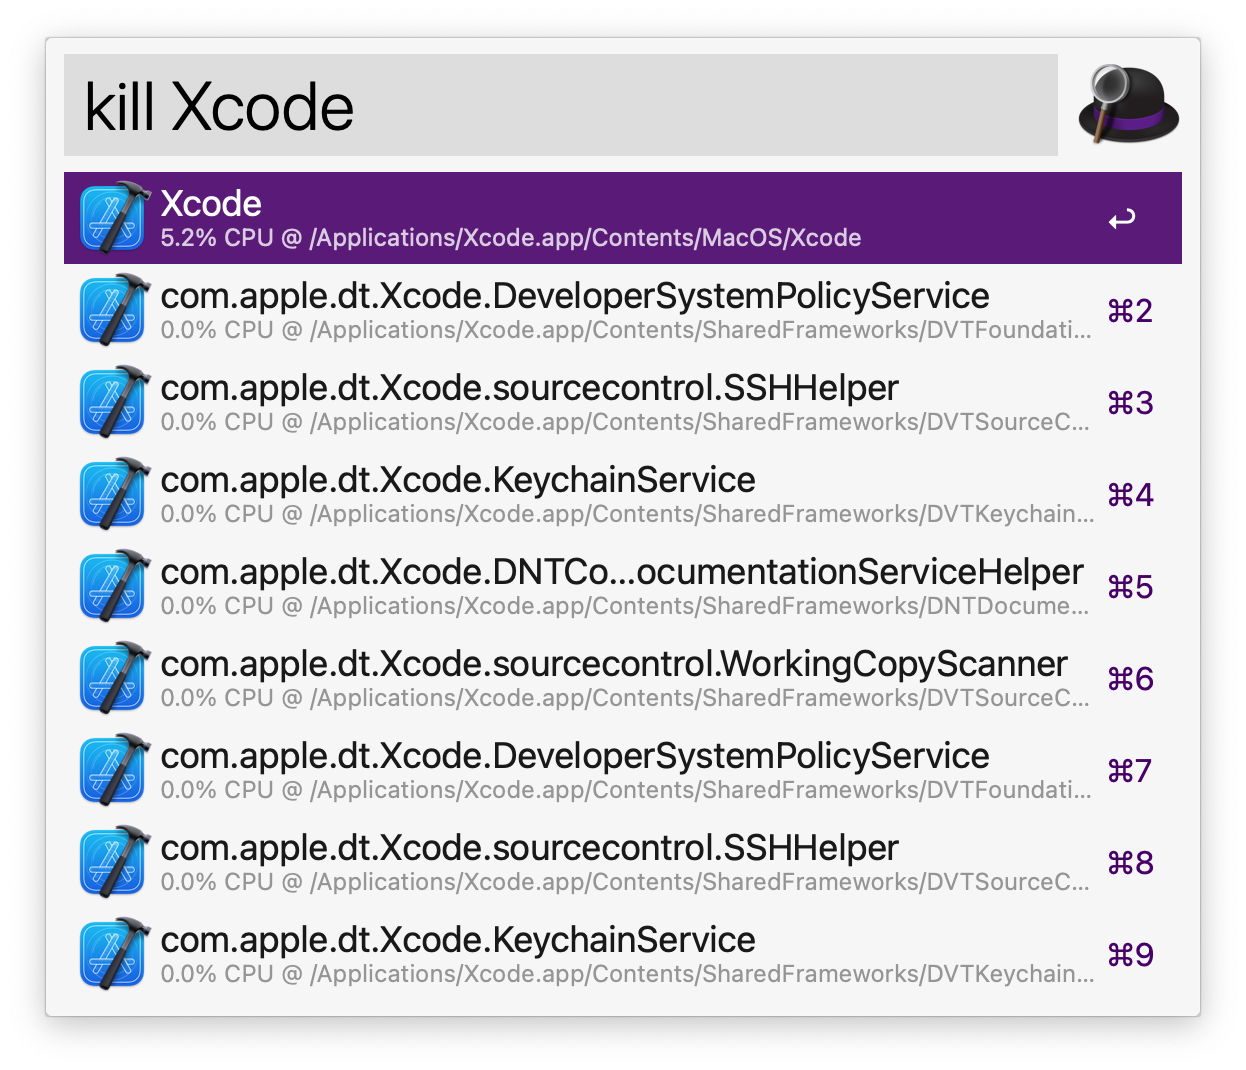 kill Xcode
Xcode
5.2% CPU @ /Applications/Xcode.app/Contents/MacOS/Xcode
↩
com.apple.dt.Xcode.DeveloperSystemPolicyService
0.0% CPU @ /Applications/Xcode.app/Contents/SharedFrameworks/DVTFoundati...
⌘2
com.apple.dt.Xcode.sourcecontrol.SSHHelper
0.0% CPU @ /Applications/Xcode.app/Contents/SharedFrameworks/DVTSourceC...
⌘3
com.apple.dt.Xcode.KeychainService
0.0% CPU @ /Applications/Xcode.app/Contents/SharedFrameworks/DVTKeychain...
⌘4
com.apple.dt.Xcode.DNTCo...ocumentationServiceHelper
0.0% CPU @ /Applications/Xcode.app/Contents/SharedFrameworks/DNTDocume...
⌘5
com.apple.dt.Xcode.sourcecontrol.WorkingCopyScanner
0.0% CPU @ /Applications/Xcode.app/Contents/SharedFrameworks/DVTSourceC...
⌘6
com.apple.dt.Xcode.DeveloperSystemPolicyService
0.0% CPU @ /Applications/Xcode.app/Contents/SharedFrameworks/DVTFoundati...
⌘7
com.apple.dt.Xcode.sourcecontrol.SSHHelper
0.0% CPU @ /Applications/Xcode.app/Contents/SharedFrameworks/DVTSourceC...
⌘8
com.apple.dt.Xcode.KeychainService
0.0% CPU @ /Applications/Xcode.app/Contents/SharedFrameworks/DVTKeychain...
⌘9